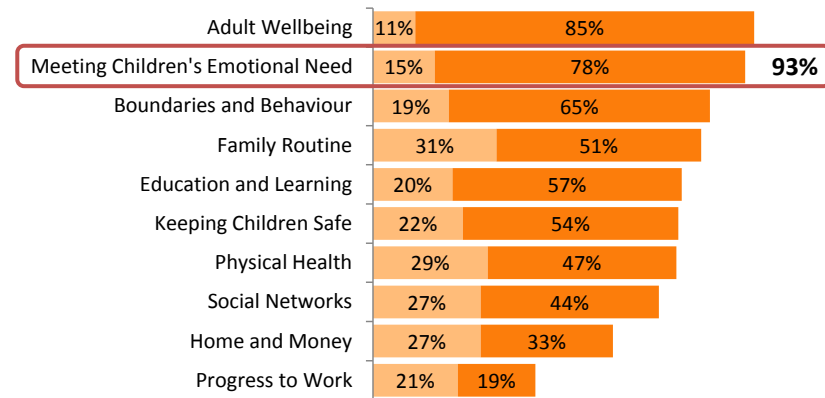 Adult Wellbeing 11% 85%
Meeting Children's Emotional Need 15% 78% 93%
Boundaries and Behaviour 19% 65%
Family Routine 31% 51%
Education and Learning 20% 57%
Keeping Children Safe 22% 54%
Physical Health 29% 47%
Social Networks 27% 44%
Home and Money 27% 33%
Progress to Work 21% 19%